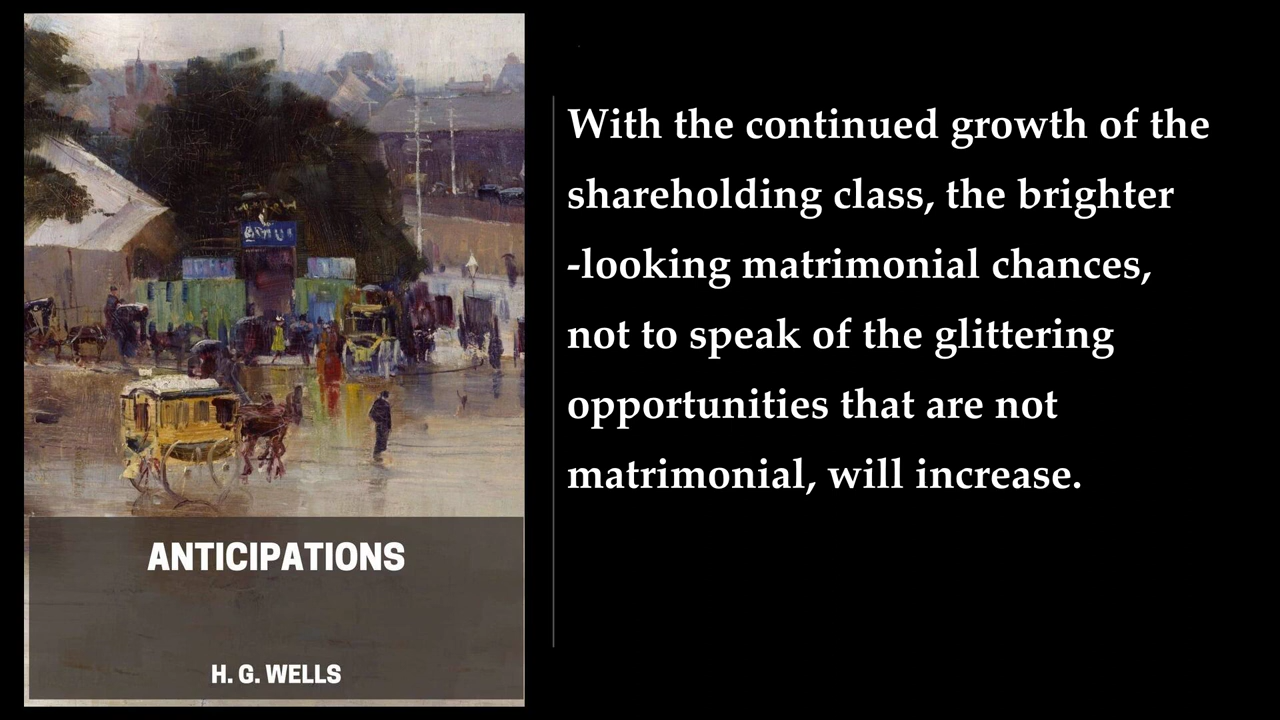 ANTICIPATIONS
H. G. WELLS
With the continued growth of the
shareholding class, the brighter
-looking matrimonial chances,
not to speak of the glittering
opportunities that are not
matrimonial, will increase.